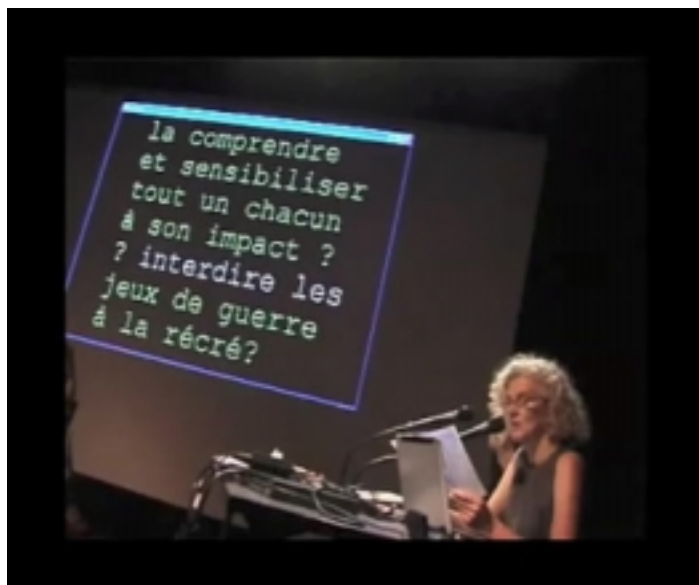 la comprendre
et sensibiliser
tout un chacun
à son impact ?
? interdire les
jeux de guerre
à la récré?